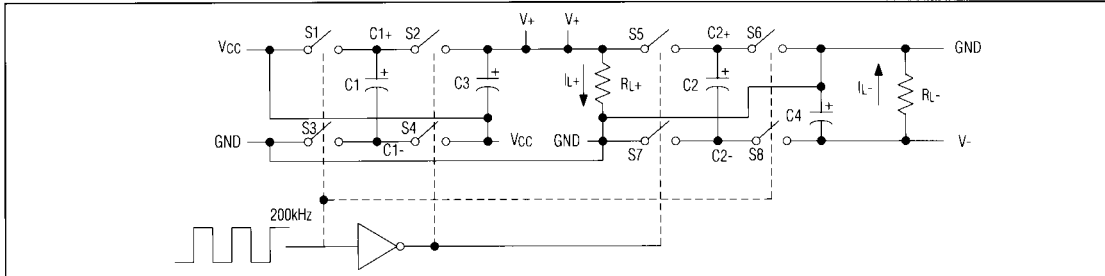 S1 C1+ S2 V+ V+ S5 C2+ S6
VCC GND
C1 C3 IL+ RL+ C2 IL- RL-
C4
S3 S4
GND C1- VCC GND S7 C2- S8 V-
200kHz